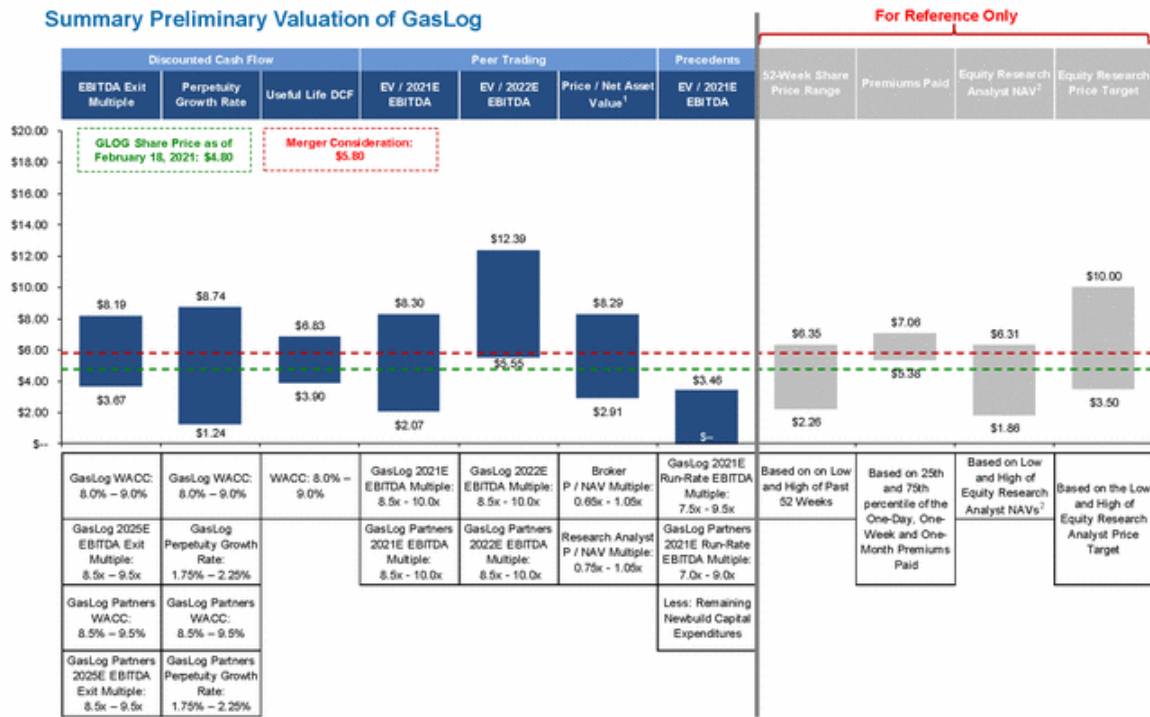 Summary Preliminary Valuation of GasLog
For Reference Only
Discounted Cash Flow
Peer Trading
Precedents
EBITDA Exit
Multiple
Perpetuity
Growth Rate
Useful Life DCF
EV / 2021E
EBITDA
EV / 2022E
EBITDA
Price / Net Asset
Value¹
EV / 2021E
EBITDA
52-Week Share
Price Range
Premiums Paid
Equity Research
Analyst NAV²
Equity Research
Price Target
$20.00
$18.00
$16.00
$14.00
$12.00
$10.00
$8.00
$6.00
$4.00
$2.00
$--
GLOG Share Price as of
February 18, 2021: $4.80
Merger Consideration:
$5.80
$8.19
$3.67
$8.74
$1.24
$6.83
$3.90
$8.30
$2.07
$12.39
$5.55
$8.29
$2.91
$3.46
$--
$6.35
$2.26
$7.06
$5.38
$6.31
$1.86
$10.00
$3.50
GasLog WACC:
8.0% – 9.0%
GasLog 2025E
EBITDA Exit
Multiple:
8.5x – 9.5x
GasLog Partners
WACC:
8.5% – 9.5%
GasLog Partners
2025E EBITDA
Exit Multiple:
8.5x – 9.5x
GasLog WACC:
8.0% – 9.0%
GasLog
Perpetuity Growth
Rate:
1.75% – 2.25%
GasLog Partners
WACC:
8.5% – 9.5%
GasLog Partners
Perpetuity Growth
Rate:
1.75% – 2.25%
WACC: 8.0% –
9.0%
GasLog 2021E
EBITDA Multiple:
8.5x - 10.0x
GasLog Partners
2021E EBITDA
Multiple:
8.5x - 10.0x
GasLog 2022E
EBITDA Multiple:
8.5x - 10.0x
GasLog Partners
2022E EBITDA
Multiple:
8.5x - 10.0x
Broker
P / NAV Multiple:
0.65x - 1.05x
Research Analyst
P / NAV Multiple:
0.75x - 1.05x
GasLog 2021E
Run-Rate EBITDA
Multiple:
7.5x - 9.5x
GasLog Partners
2021E Run-Rate
EBITDA Multiple:
7.0x - 9.0x
Less: Remaining
Newbuild Capital
Expenditures
Based on on Low
and High of Past
52 Weeks
Based on 25th
and 75th
percentile of the
One-Day, One-
Week and One-
Month Premiums
Paid
Based on Low
and High of
Equity Research
Analyst NAVs²
Based on the Low
and High of
Equity Research
Analyst Price
Target